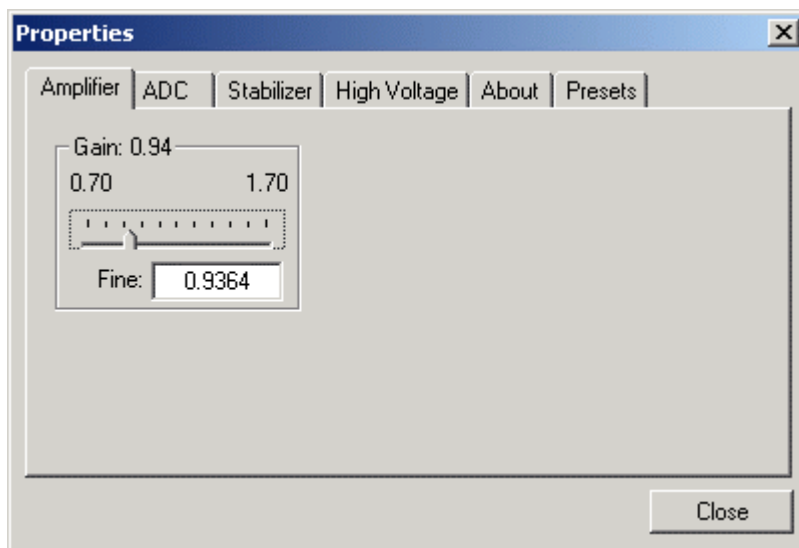 Properties
Amplifier ADC Stabilizer High Voltage About Presets
Gain: 0.94
0.70 1.70
Fine: 0.9364
Close